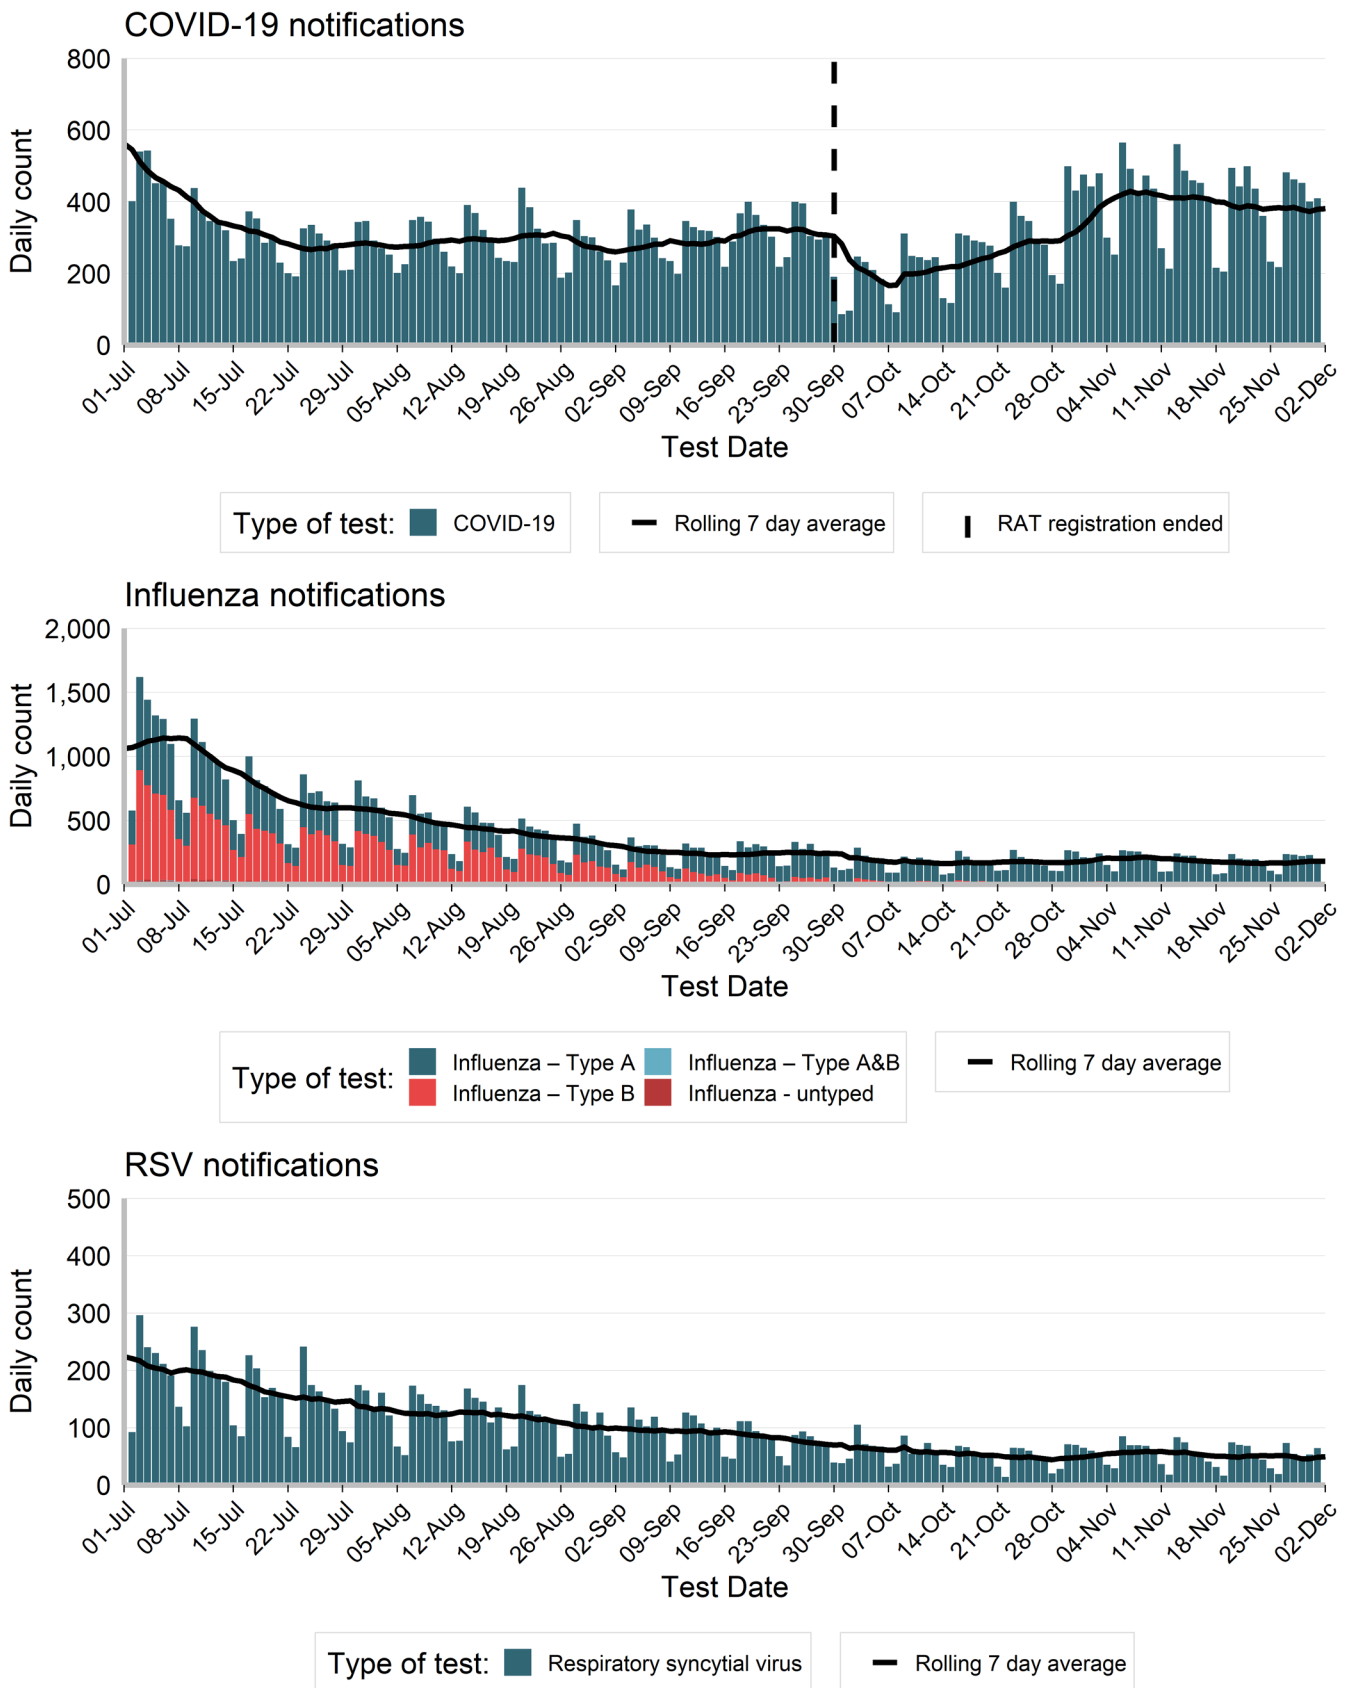 COVID-19 notifications
800
600
400
200
0
Daily count
01-Jul 08-Jul 15-Jul 22-Jul 29-Jul 05-Aug 12-Aug 19-Aug 26-Aug 02-Sep 09-Sep 16-Sep 23-Sep 30-Sep 07-Oct 14-Oct 21-Oct 28-Oct 04-Nov 11-Nov 18-Nov 25-Nov 02-Dec
Test Date
Type of test: COVID-19 Rolling 7 day average RAT registration ended
Influenza notifications
2,000
1,500
1,000
500
0
Daily count
01-Jul 08-Jul 15-Jul 22-Jul 29-Jul 05-Aug 12-Aug 19-Aug 26-Aug 02-Sep 09-Sep 16-Sep 23-Sep 30-Sep 07-Oct 14-Oct 21-Oct 28-Oct 04-Nov 11-Nov 18-Nov 25-Nov 02-Dec
Test Date
Type of test:
Influenza – Type A Influenza – Type A&B
Influenza – Type B Influenza - untyped
Rolling 7 day average
RSV notifications
500
400
300
200
100
0
Daily count
01-Jul 08-Jul 15-Jul 22-Jul 29-Jul 05-Aug 12-Aug 19-Aug 26-Aug 02-Sep 09-Sep 16-Sep 23-Sep 30-Sep 07-Oct 14-Oct 21-Oct 28-Oct 04-Nov 11-Nov 18-Nov 25-Nov 02-Dec
Test Date
Type of test: Respiratory syncytial virus Rolling 7 day average